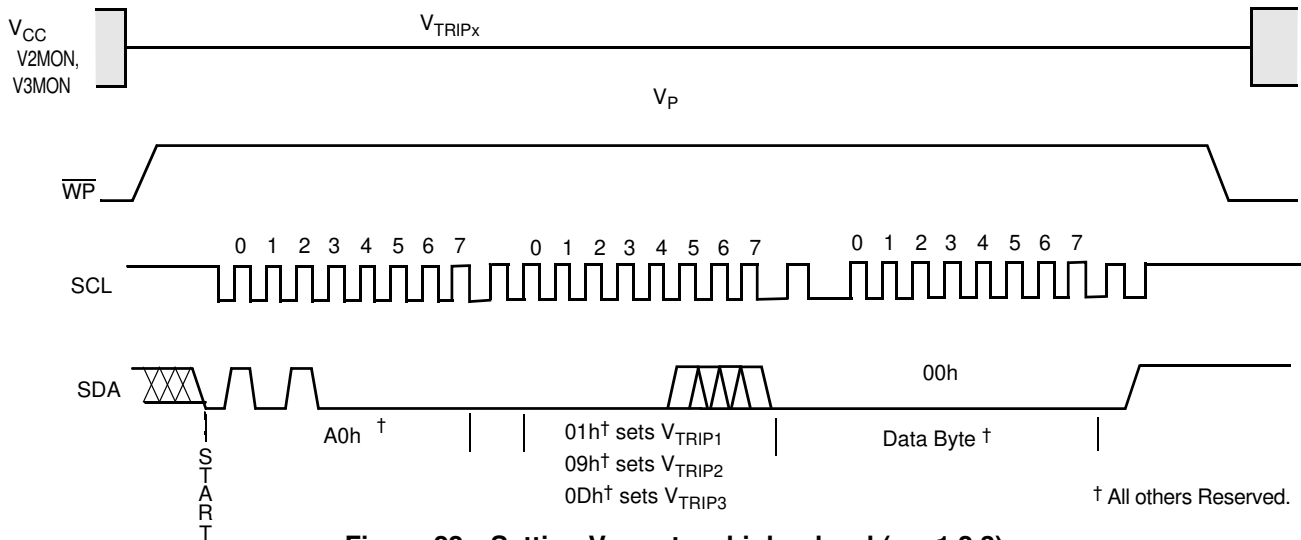 VCC
V2MON,
V3MON
VTRIPx
VP
WP
0 1 2 3 4 5 6 7 0 1 2 3 4 5 6 7 0 1 2 3 4 5 6 7
SCL
SDA
00h
A0h †
01h† sets VTRIP1
09h† sets VTRIP2
0Dh† sets VTRIP3
Data Byte †
START
† All others Reserved.